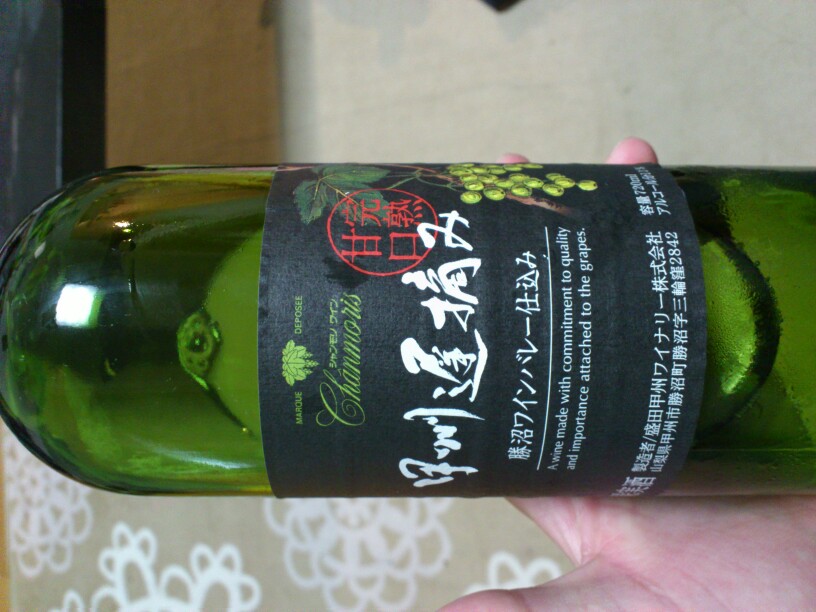 MARQUE DEPOSEE
シャンモリ ワイン
Chanmoris
完熟
甘口
甲州遅摘み
勝沼ワインバレー仕込み
A wine made with commitment to quality
and importance attached to the grapes.
製造者/盛田甲州ワイナリー株式会社
山梨県甲州市勝沼町勝沼字三輪窪2842
容量720ml